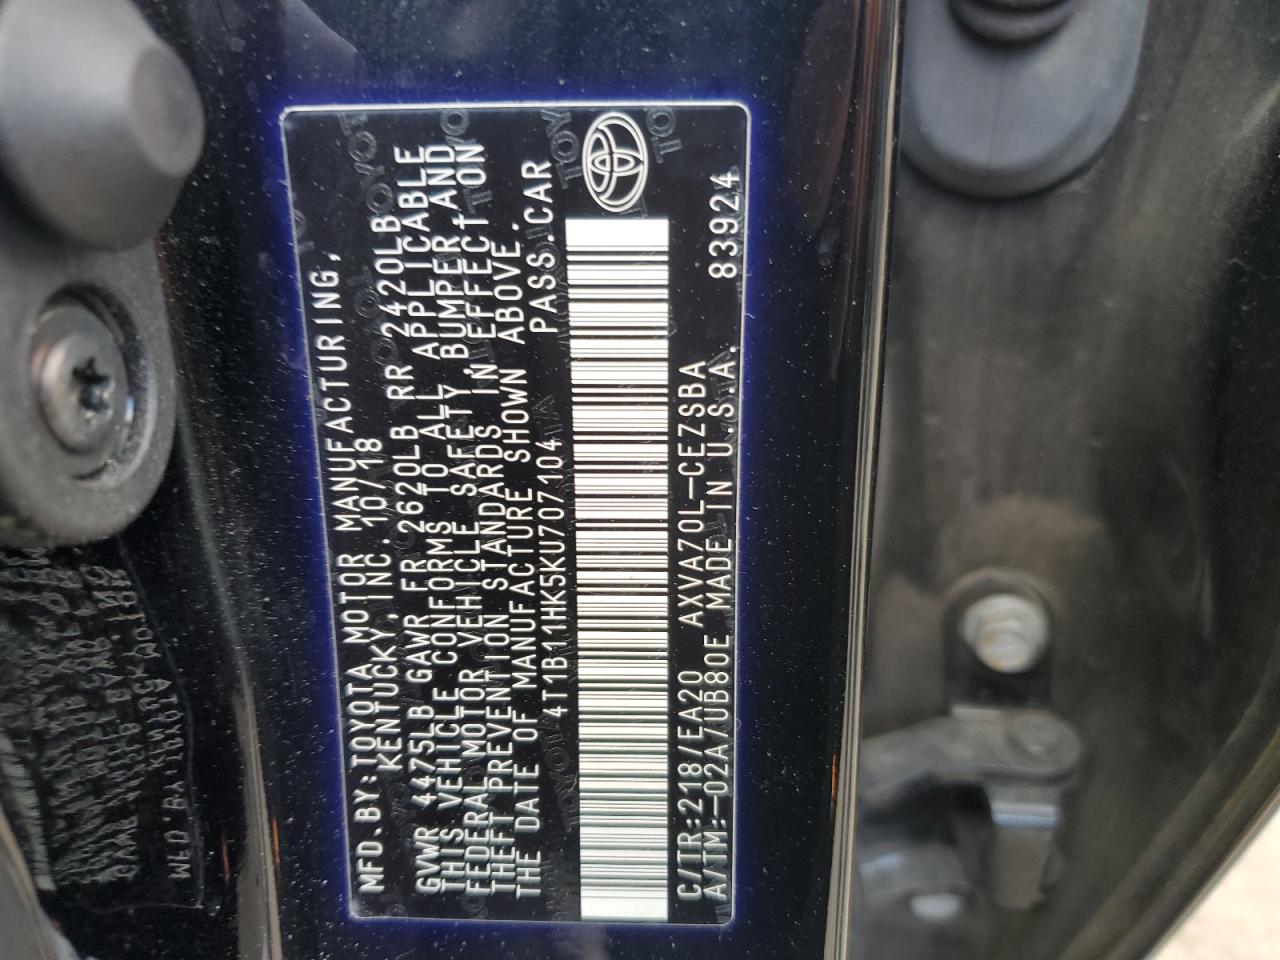 MFD.BY:TOYOTA MOTOR MANUFACTURING,
KENTUCKY, INC. 10/18
GVWR 4475LB GAWR FR 2620LB RR 2420LB
THIS VEHICLE CONFORMS TO ALL APPLICABLE
FEDERAL MOTOR VEHICLE SAFETY,BUMPER AND
THEFT PREVENTION STANDARDS IN EFFECT ON
THE DATE OF MANUFACTURE SHOWN ABOVE.
4T1B11HK5KU707104 PASS.CAR
C/TR:218/EA20 AXVA70L-CEZSBA
A/TM:-02A/UB80E MADE IN U.S.A. 83924